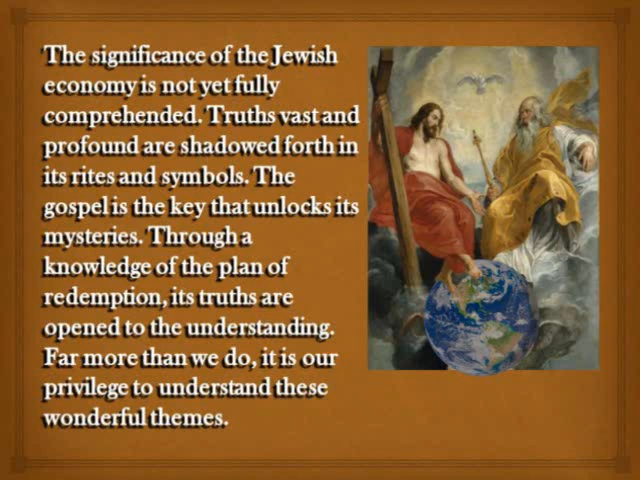 The significance of the Jewish
economy is not yet fully
comprehended. Truths vast and
profound are shadowed forth in
its rites and symbols. The
gospel is the key that unlocks its
mysteries. Through a
knowledge of the plan of
redemption, its truths are
opened to the understanding.
Far more than we do, it is our
privilege to understand these
wonderful themes.